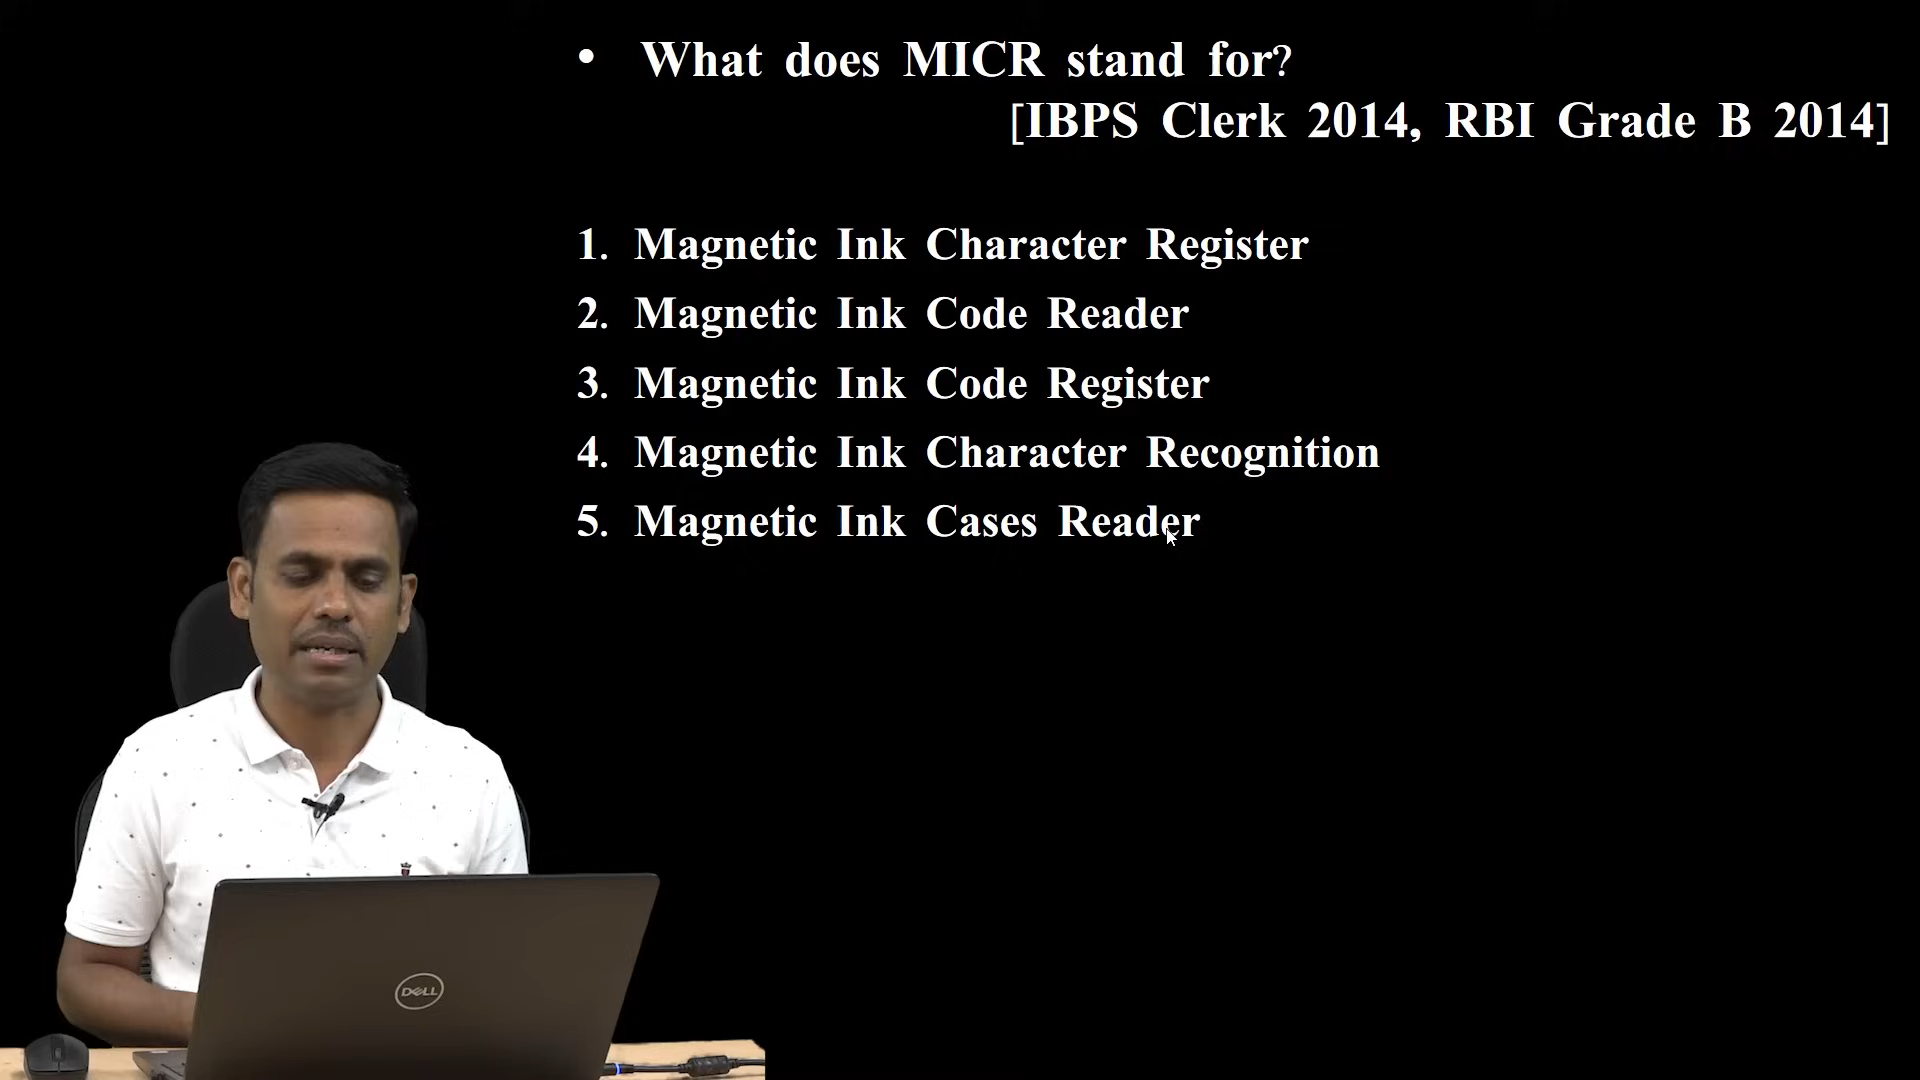 • What does MICR stand for?
[IBPS Clerk 2014, RBI Grade B 2014]
1. Magnetic Ink Character Register
2. Magnetic Ink Code Reader
3. Magnetic Ink Code Register
4. Magnetic Ink Character Recognition
5. Magnetic Ink Cases Reader
DELL